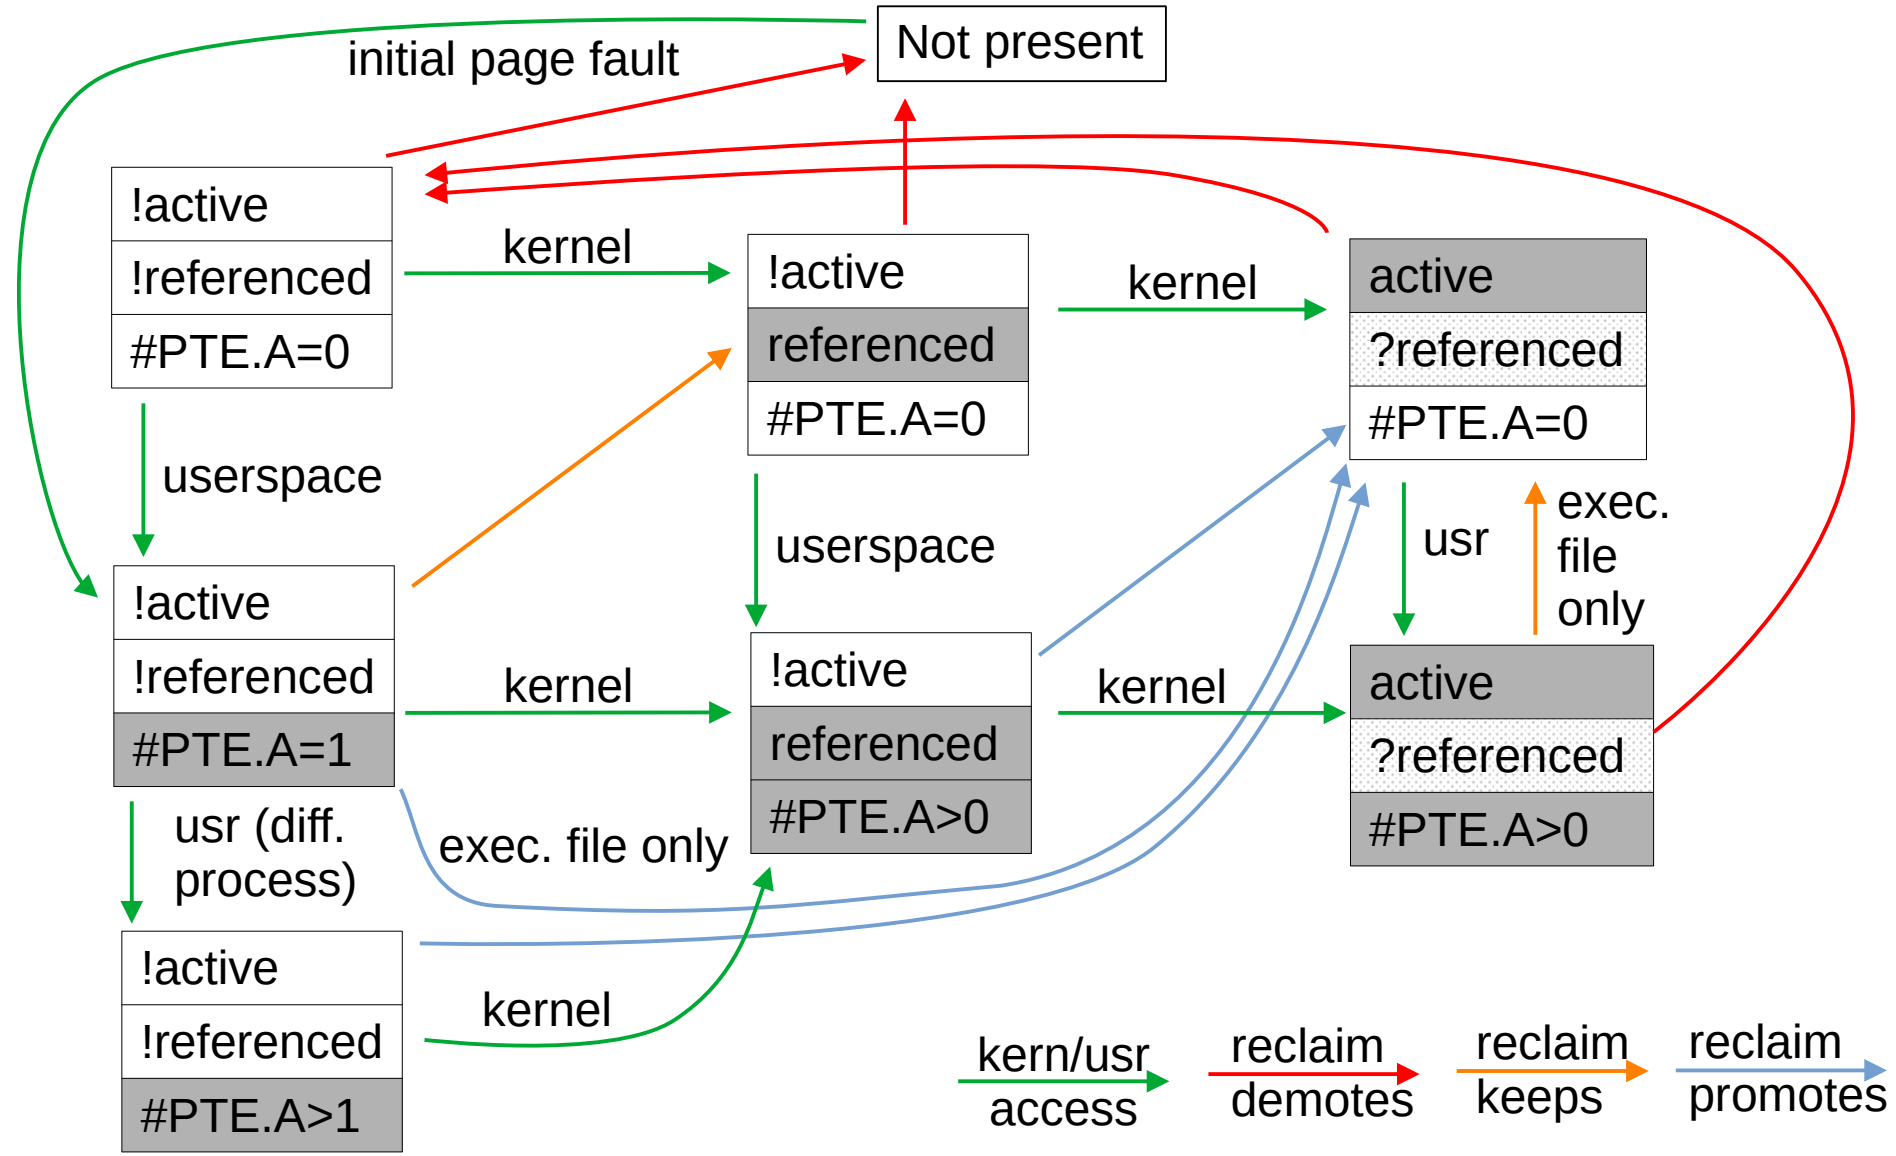 Not present
initial page fault
!active
!referenced
#PTE.A=0
kernel
!active
referenced
#PTE.A=0
kernel
active
?referenced
#PTE.A=0
userspace
userspace
usr
exec.
file
only
!active
!referenced
#PTE.A=1
kernel
!active
referenced
#PTE.A>0
kernel
active
?referenced
#PTE.A>0
usr (diff.
process)
exec. file only
!active
!referenced
#PTE.A>1
kernel
kern/usr
access
reclaim
demotes
reclaim
keeps
reclaim
promotes